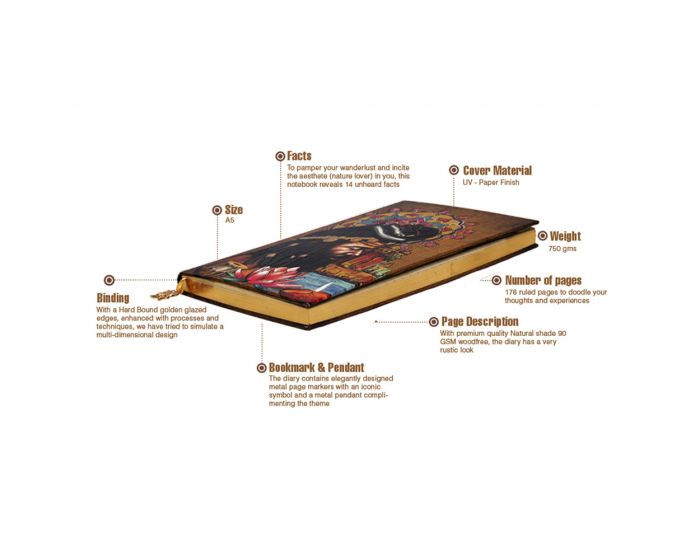 Facts
To pamper your wanderlust and incite
the aesthete (nature lover) in you, this
notebook reveals 14 unheard facts
Cover Material
UV - Paper Finish
Size
A5
Weight
750 gms
Number of pages
176 ruled pages to doodle your
thoughts and experiences
Binding
With a Hard Bound golden glazed
edges, enhanced with processes and
techniques, we have tried to simulate a
multi-dimensional design
Page Description
With premium quality Natural shade 90
GSM woodfree, the diary has a very
rustic look
Bookmark & Pendant
The diary contains elegantly designed
metal page markers with an iconic
symbol and a metal pendant compli-
menting the theme